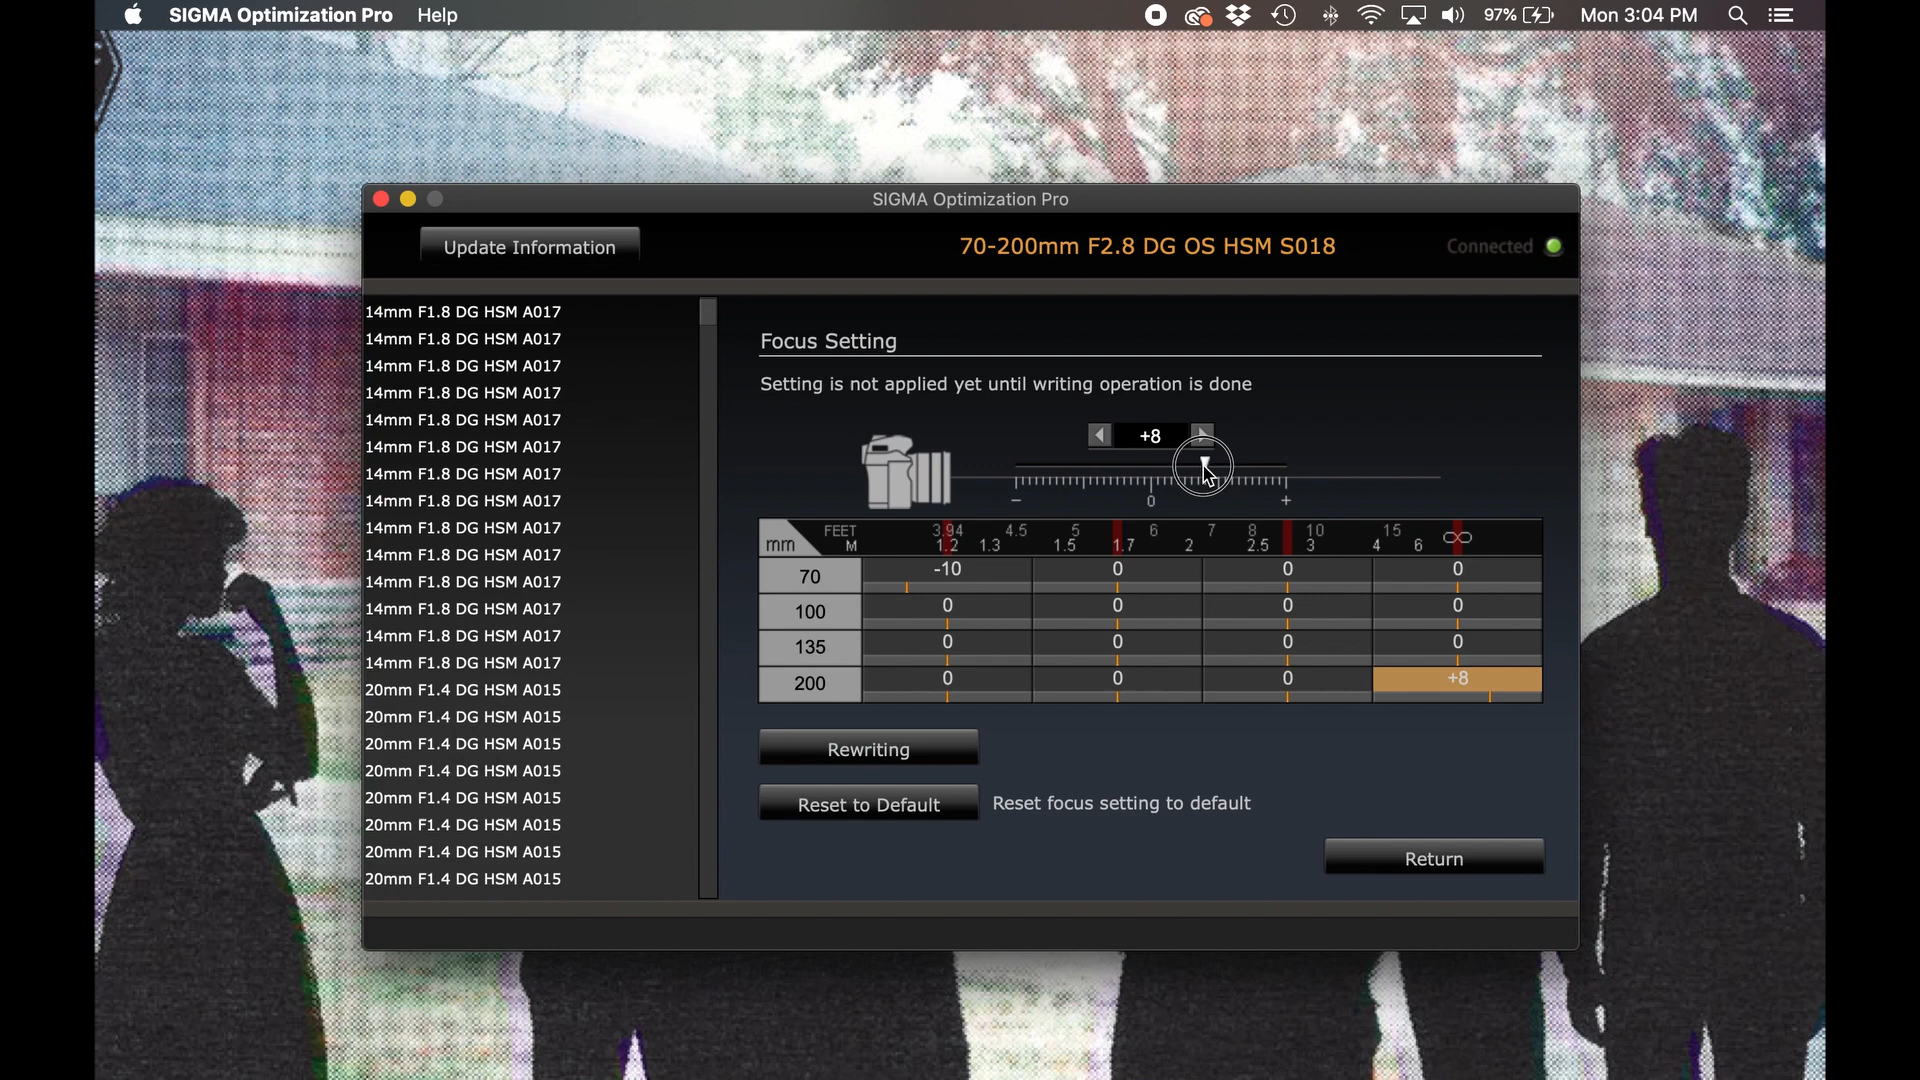 SIGMA Optimization Pro Help 97% Mon 3:04 PM
SIGMA Optimization Pro
Update Information 70-200mm F2.8 DG OS HSM S018 Connected
14mm F1.8 DG HSM A017
14mm F1.8 DG HSM A017
14mm F1.8 DG HSM A017
14mm F1.8 DG HSM A017
14mm F1.8 DG HSM A017
14mm F1.8 DG HSM A017
14mm F1.8 DG HSM A017
14mm F1.8 DG HSM A017
14mm F1.8 DG HSM A017
14mm F1.8 DG HSM A017
14mm F1.8 DG HSM A017
14mm F1.8 DG HSM A017
14mm F1.8 DG HSM A017
14mm F1.8 DG HSM A017
20mm F1.4 DG HSM A015
20mm F1.4 DG HSM A015
20mm F1.4 DG HSM A015
20mm F1.4 DG HSM A015
20mm F1.4 DG HSM A015
20mm F1.4 DG HSM A015
20mm F1.4 DG HSM A015
20mm F1.4 DG HSM A015
Focus Setting
Setting is not applied yet until writing operation is done
+8
− 0 +
FEET 3.94 4.5 5 6 7 8 10 15 ∞
mm M 1.2 1.3 1.5 1.7 2 2.5 3 4 6
70 -10 0 0 0
100 0 0 0 0
135 0 0 0 0
200 0 0 0 +8
Rewriting
Reset to Default Reset focus setting to default
Return